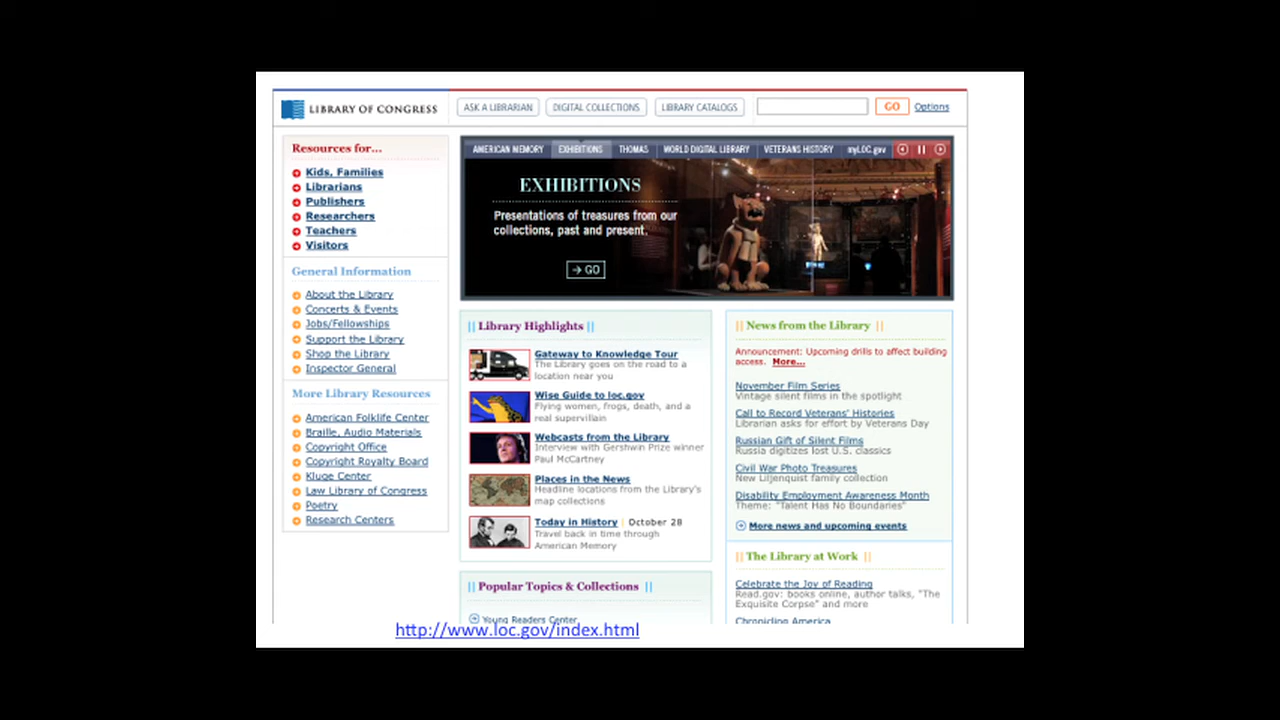 LIBRARY OF CONGRESS
ASK A LIBRARIAN
DIGITAL COLLECTIONS
LIBRARY CATALOGS
GO
Options
Resources for...
Kids, Families
Librarians
Publishers
Researchers
Teachers
Visitors
General Information
About the Library
Concerts & Events
Jobs/Fellowships
Support the Library
Shop the Library
Inspector General
More Library Resources
American Folklife Center
Braille, Audio Materials
Copyright Office
Copyright Royalty Board
Kluge Center
Law Library of Congress
Poetry
Research Centers
AMERICAN MEMORY
EXHIBITIONS
THOMAS
WORLD DIGITAL LIBRARY
VETERANS HISTORY
myLOC.gov
EXHIBITIONS
Presentations of treasures from our
collections, past and present.
→ GO
|| Library Highlights ||
Gateway to Knowledge Tour
The Library goes on the road to a
location near you
Wise Guide to loc.gov
Flying women, frogs, death, and a
real supervillain
Webcasts from the Library
Interview with Gershwin Prize winner
Paul McCartney
Places in the News
Headline locations from the Library's
map collections
Today in History | October 28
Travel back in time through
American Memory
|| Popular Topics & Collections ||
Young Readers Center
|| News from the Library ||
Announcement: Upcoming drills to affect building
access. More...
November Film Series
Vintage silent films in the spotlight
Call to Record Veterans' Histories
Librarian asks for effort by Veterans Day
Russian Gift of Silent Films
Russia digitizes lost U.S. classics
Civil War Photo Treasures
New Liljenquist family collection
Disability Employment Awareness Month
Theme: "Talent Has No Boundaries"
More news and upcoming events
|| The Library at Work ||
Celebrate the Joy of Reading
Read.gov: books online, author talks, "The
Exquisite Corpse" and more
Chronicling America
http://www.loc.gov/index.html